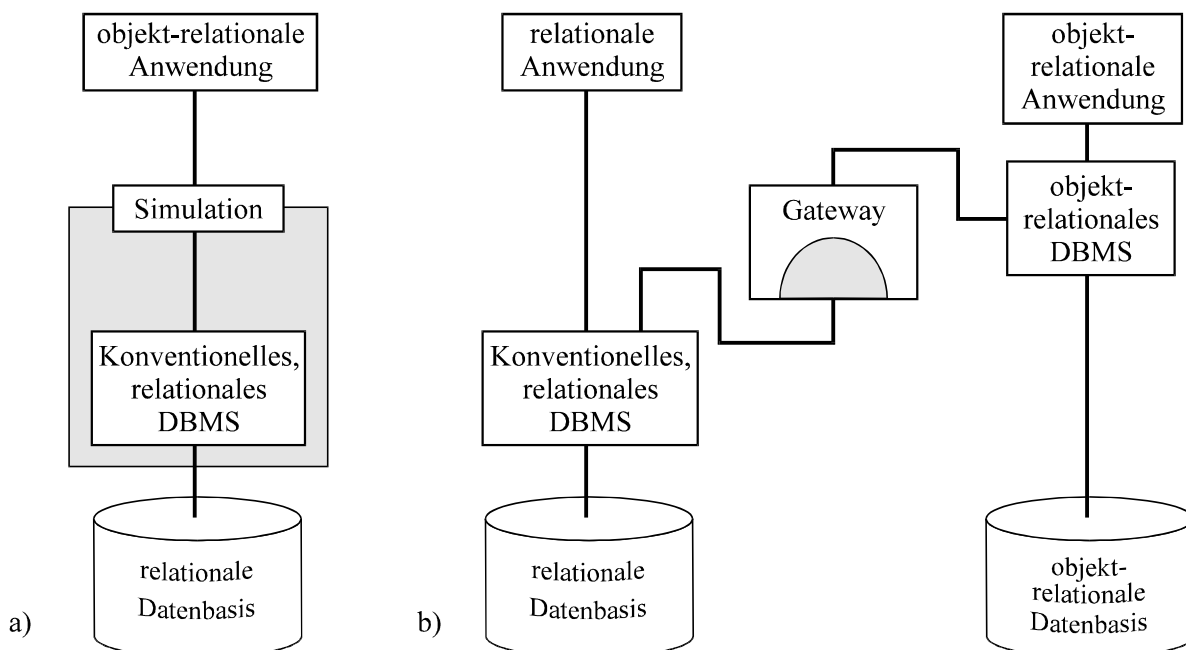 objekt-relationale
Anwendung
Simulation
Konventionelles,
relationales
DBMS
relationale
Datenbasis
a)
relationale
Anwendung
Gateway
Konventionelles,
relationales
DBMS
relationale
Datenbasis
b)
objekt-
relationale
Anwendung
objekt-
relationales
DBMS
objekt-
relationale
Datenbasis